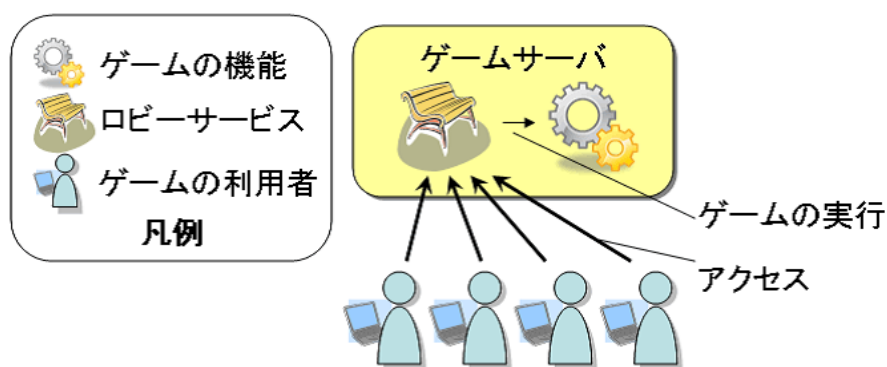 ゲームの機能
ロビーサービス
ゲームの利用者
凡例
ゲームサーバ
ゲームの実行
アクセス